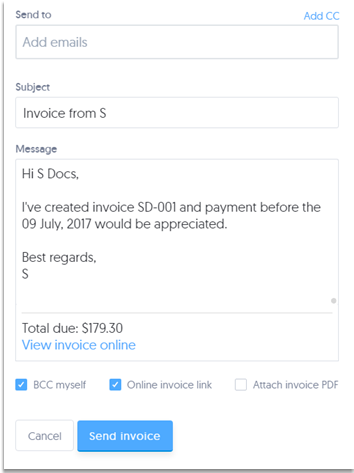 Send to
Add CC
Add emails
Subject
Invoice from S
Message
Hi S Docs,
I've created invoice SD-001 and payment before the
09 July, 2017 would be appreciated.
Best regards,
S
Total due: $179.30
View invoice online
BCC myself
Online invoice link
Attach invoice PDF
Cancel
Send invoice